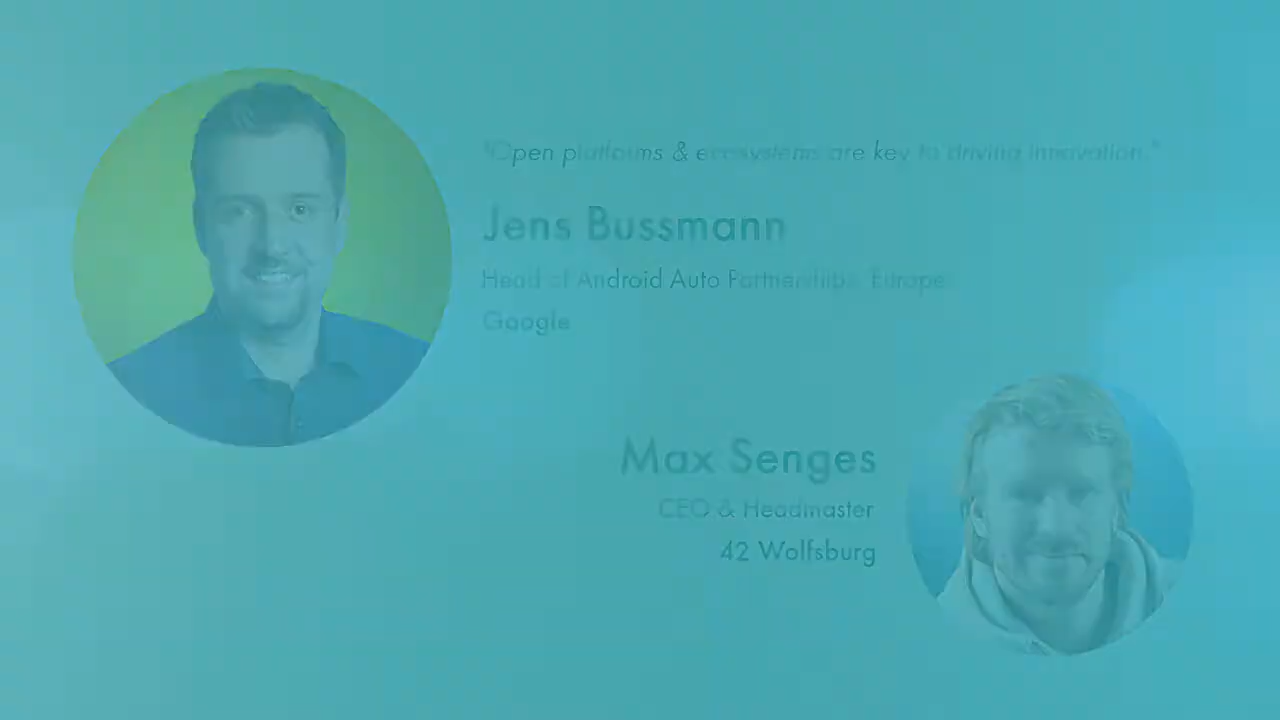 "Open platforms & ecosystems are key to driving innovation."
Jens Bussmann
Head of Android Auto Partnerships, Europe
Google
Max Senges
CEO & Headmaster
42 Wolfsburg